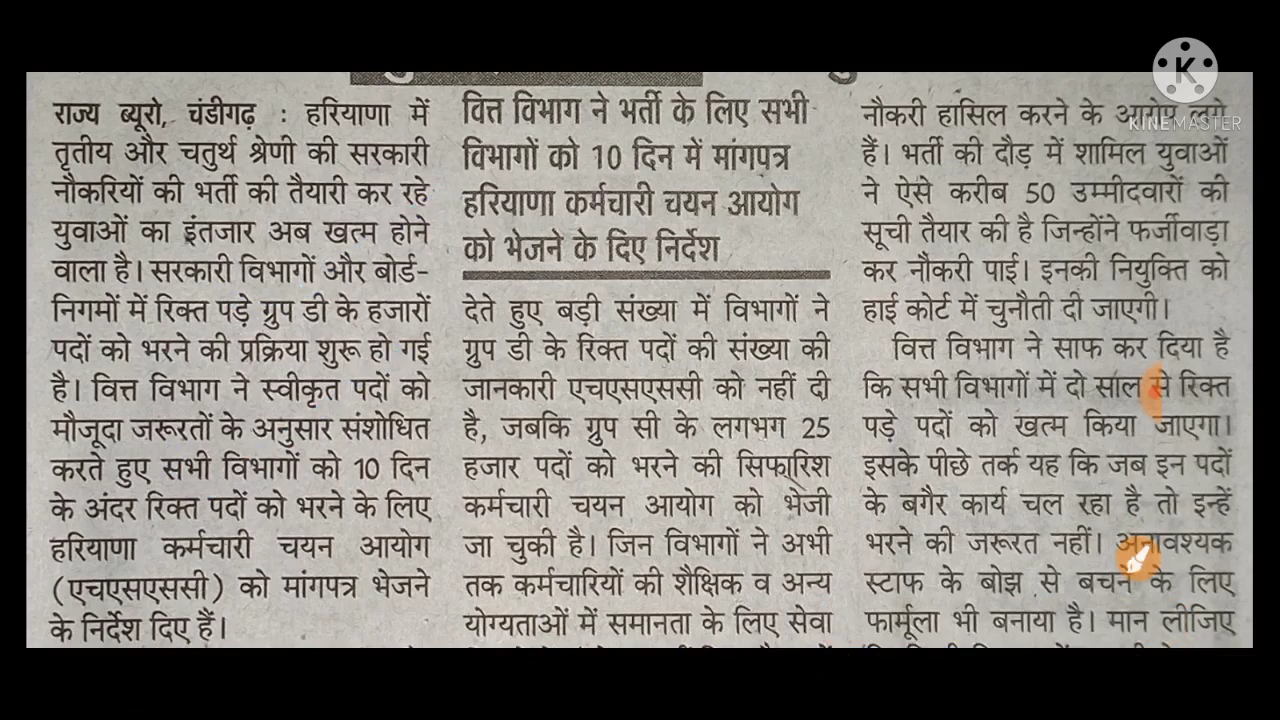 राज्य ब्यूरो, चंडीगढ़ : हरियाणा में
तृतीय और चतुर्थ श्रेणी की सरकारी
नौकरियों की भर्ती की तैयारी कर रहे
युवाओं का इंतजार अब खत्म होने
वाला है। सरकारी विभागों और बोर्ड-
निगमों में रिक्त पड़े ग्रुप डी के हजारों
पदों को भरने की प्रक्रिया शुरू हो गई
है। वित्त विभाग ने स्वीकृत पदों को
मौजूदा जरूरतों के अनुसार संशोधित
करते हुए सभी विभागों को 10 दिन
के अंदर रिक्त पदों को भरने के लिए
हरियाणा कर्मचारी चयन आयोग
(एचएसएससी) को मांगपत्र भेजने
के निर्देश दिए हैं।
वित्त विभाग ने भर्ती के लिए सभी
विभागों को 10 दिन में मांगपत्र
हरियाणा कर्मचारी चयन आयोग
को भेजने के दिए निर्देश
देते हुए बड़ी संख्या में विभागों ने
ग्रुप डी के रिक्त पदों की संख्या की
जानकारी एचएसएससी को नहीं दी
है, जबकि ग्रुप सी के लगभग 25
हजार पदों को भरने की सिफारिश
कर्मचारी चयन आयोग को भेजी
जा चुकी है। जिन विभागों ने अभी
तक कर्मचारियों की शैक्षिक व अन्य
योग्यताओं में समानता के लिए सेवा
नौकरी हासिल करने के आरोप लगे
हैं। भर्ती की दौड़ में शामिल युवाओं
ने ऐसे करीब 50 उम्मीदवारों की
सूची तैयार की है जिन्होंने फर्जीवाड़ा
कर नौकरी पाई। इनकी नियुक्ति को
हाई कोर्ट में चुनौती दी जाएगी।
वित्त विभाग ने साफ कर दिया है
कि सभी विभागों में दो साल से रिक्त
पड़े पदों को खत्म किया जाएगा।
इसके पीछे तर्क यह कि जब इन पदों
के बगैर कार्य चल रहा है तो इन्हें
भरने की जरूरत नहीं। अनावश्यक
स्टाफ के बोझ से बचने के लिए
फार्मूला भी बनाया है। मान लीजिए
K
KINEMASTER